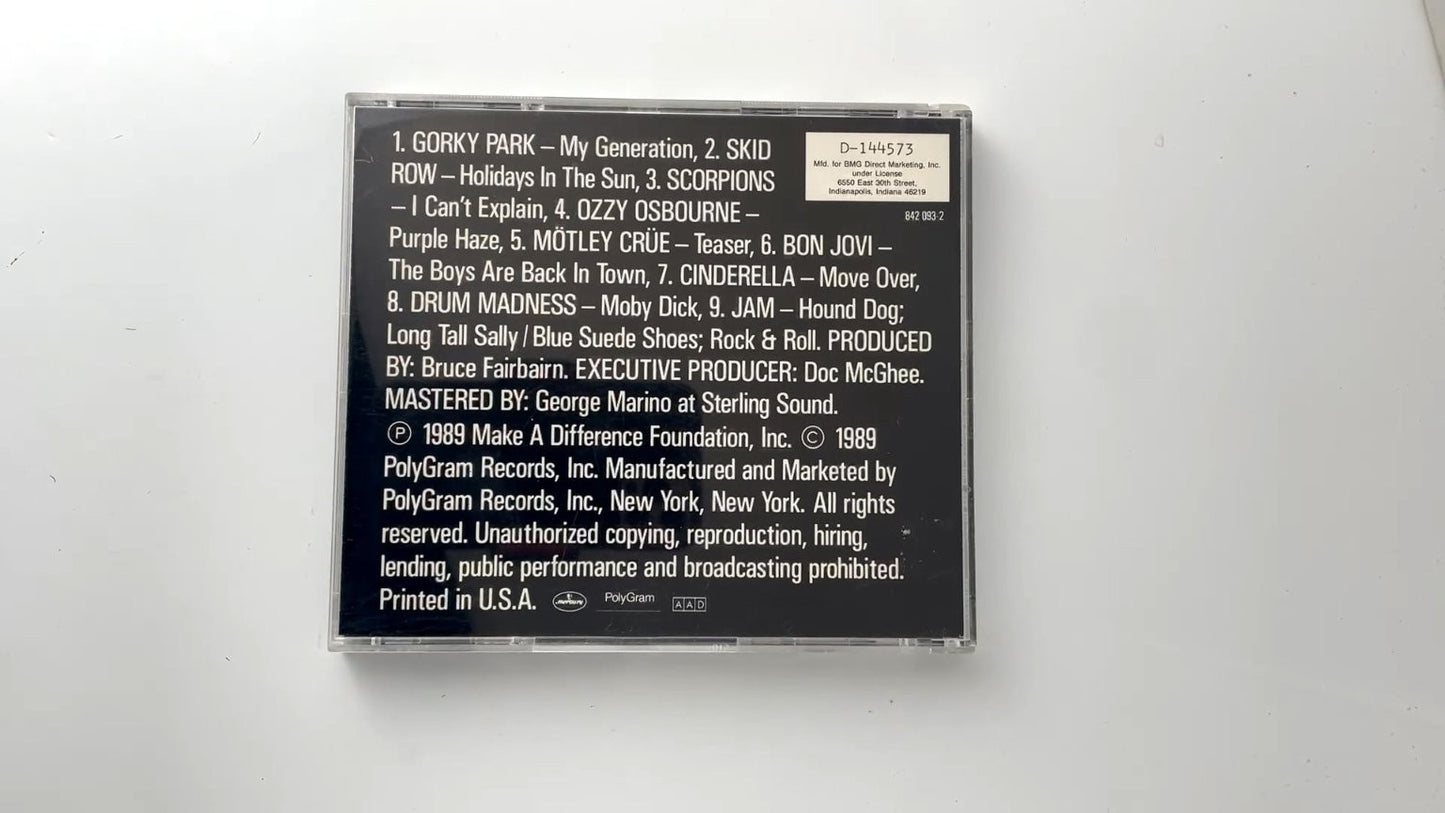 1. GORKY PARK – My Generation, 2. SKID
ROW – Holidays In The Sun, 3. SCORPIONS
– I Can't Explain, 4. OZZY OSBOURNE –
Purple Haze, 5. MÖTLEY CRÜE – Teaser, 6. BON JOVI –
The Boys Are Back In Town, 7. CINDERELLA – Move Over,
8. DRUM MADNESS – Moby Dick, 9. JAM – Hound Dog;
Long Tall Sally / Blue Suede Shoes; Rock & Roll. PRODUCED
BY: Bruce Fairbairn. EXECUTIVE PRODUCER: Doc McGhee.
MASTERED BY: George Marino at Sterling Sound.
Ⓟ 1989 Make A Difference Foundation, Inc. © 1989
PolyGram Records, Inc. Manufactured and Marketed by
PolyGram Records, Inc., New York, New York. All rights
reserved. Unauthorized copying, reproduction, hiring,
lending, public performance and broadcasting prohibited.
Printed in U.S.A. mercury PolyGram AAD
D-144573
Mfd. for BMG Direct Marketing, Inc.
under License
6550 East 30th Street,
Indianapolis, Indiana 46219
842 093-2